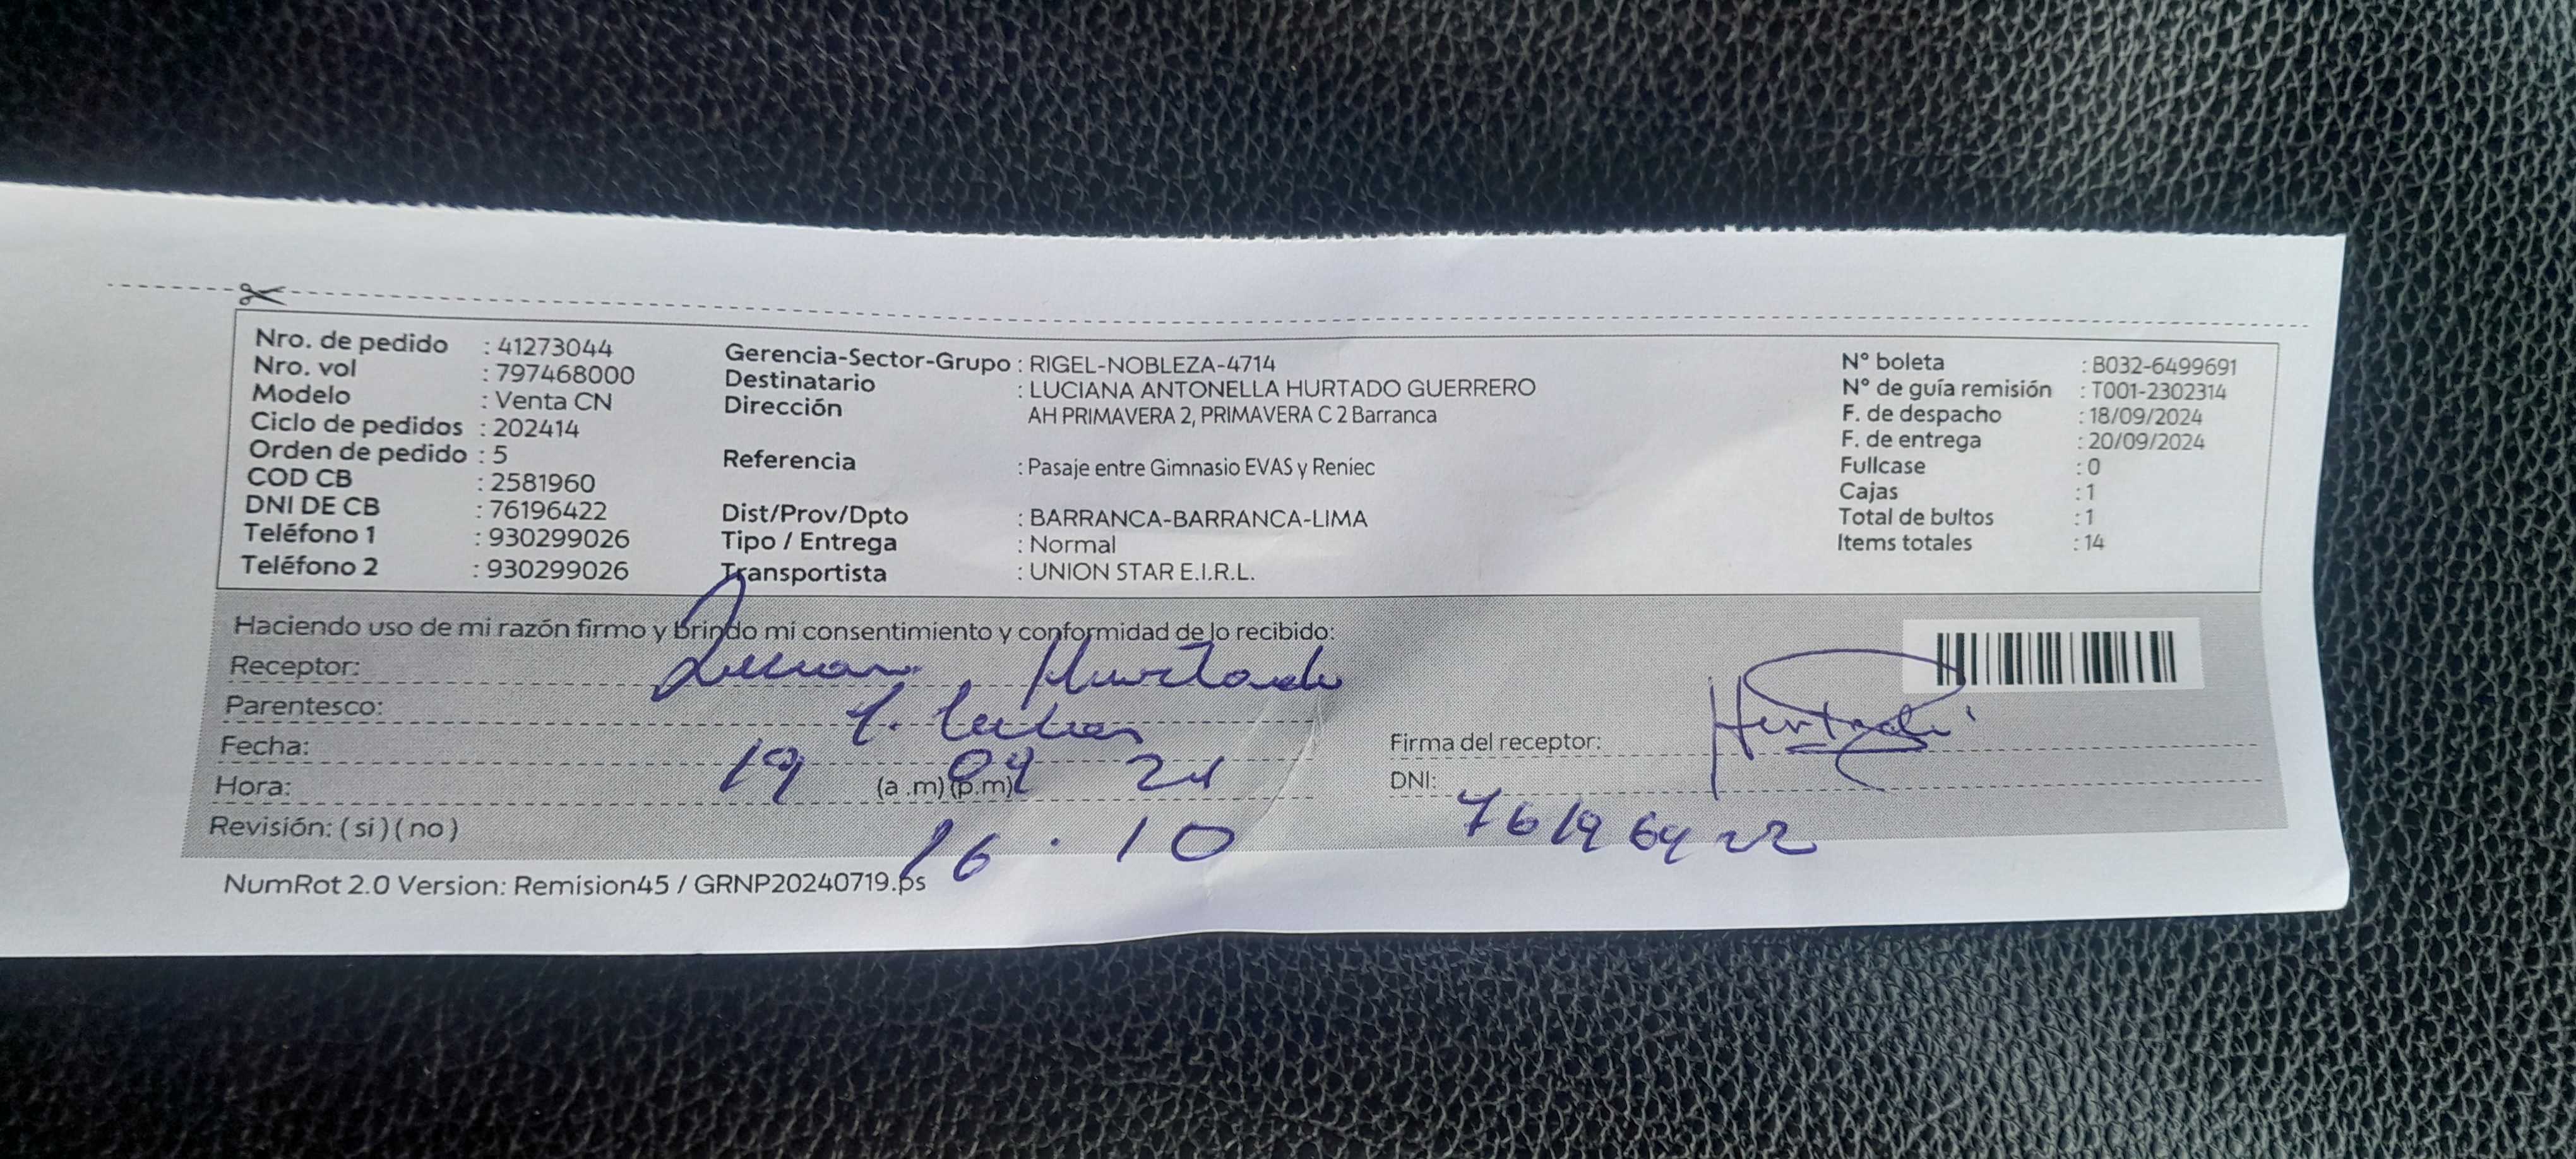 Nro. de pedido : 41273044
Nro. vol : 797468000
Modelo : Venta CN
Ciclo de pedidos : 202414
Orden de pedido : 5
COD CB : 2581960
DNI DE CB : 76196422
Teléfono 1 : 930299026
Teléfono 2 : 930299026
Gerencia-Sector-Grupo : RIGEL-NOBLEZA-4714
Destinatario : LUCIANA ANTONELLA HURTADO GUERRERO
Dirección AH PRIMAVERA 2, PRIMAVERA C 2 Barranca
Referencia : Pasaje entre Gimnasio EVAS y Reniec
Dist/Prov/Dpto : BARRANCA-BARRANCA-LIMA
Tipo / Entrega : Normal
Transportista : UNION STAR E.I.R.L.
N° boleta : B032-6499691
N° de guía remisión : T001-2302314
F. de despacho : 18/09/2024
F. de entrega : 20/09/2024
Fullcase : 0
Cajas : 1
Total de bultos : 1
Items totales : 14
Haciendo uso de mi razón firmo y brindo mi consentimiento y conformidad de lo recibido:
Receptor: Hurtado
Parentesco:
Fecha: 19 09 24
Hora: (a .m) (p.m)
16 . 10
Revisión: ( si ) ( no )
Firma del receptor: Hurtado
DNI: 76196422
NumRot 2.0 Version: Remision45 / GRNP20240719.ps